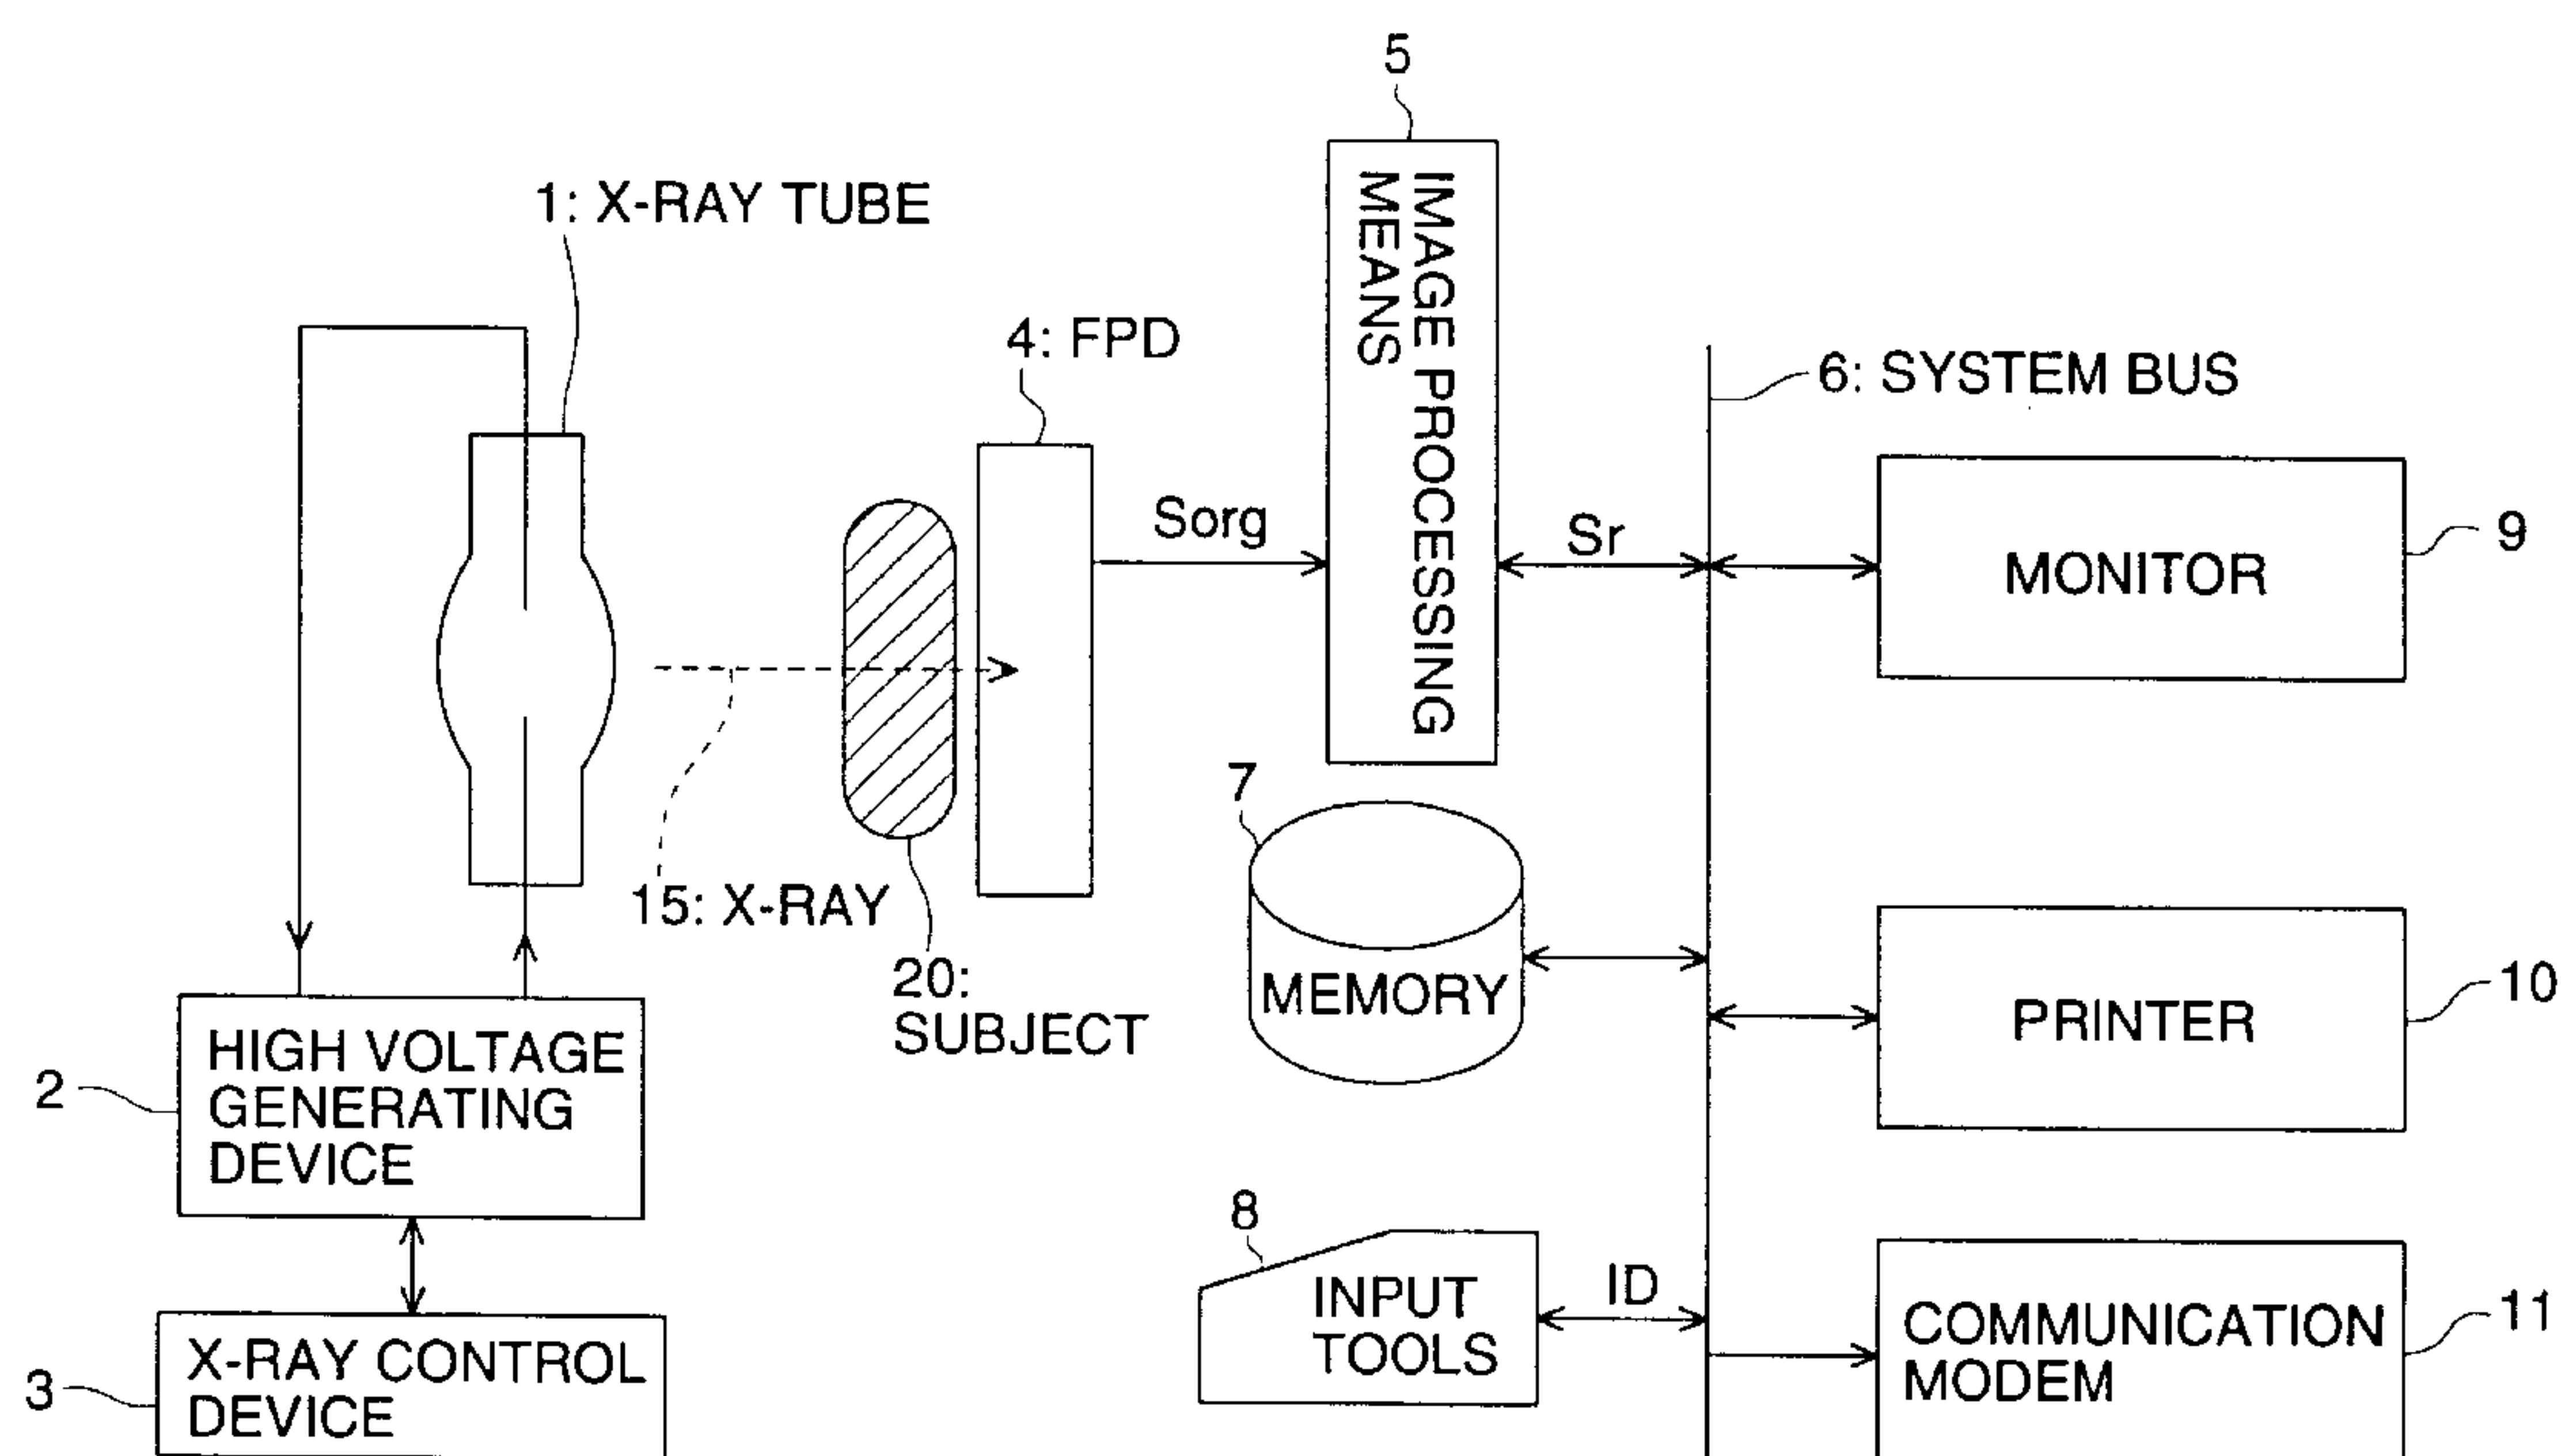 5
IMAGE PROCESSING
MEANS
1: X-RAY TUBE
4: FPD
6: SYSTEM BUS
Sorg
Sr
9
MONITOR
7
MEMORY
15: X-RAY
20:
SUBJECT
10
PRINTER
2
HIGH VOLTAGE
GENERATING
DEVICE
8
INPUT
TOOLS
ID
11
COMMUNICATION
MODEM
3
X-RAY CONTROL
DEVICE